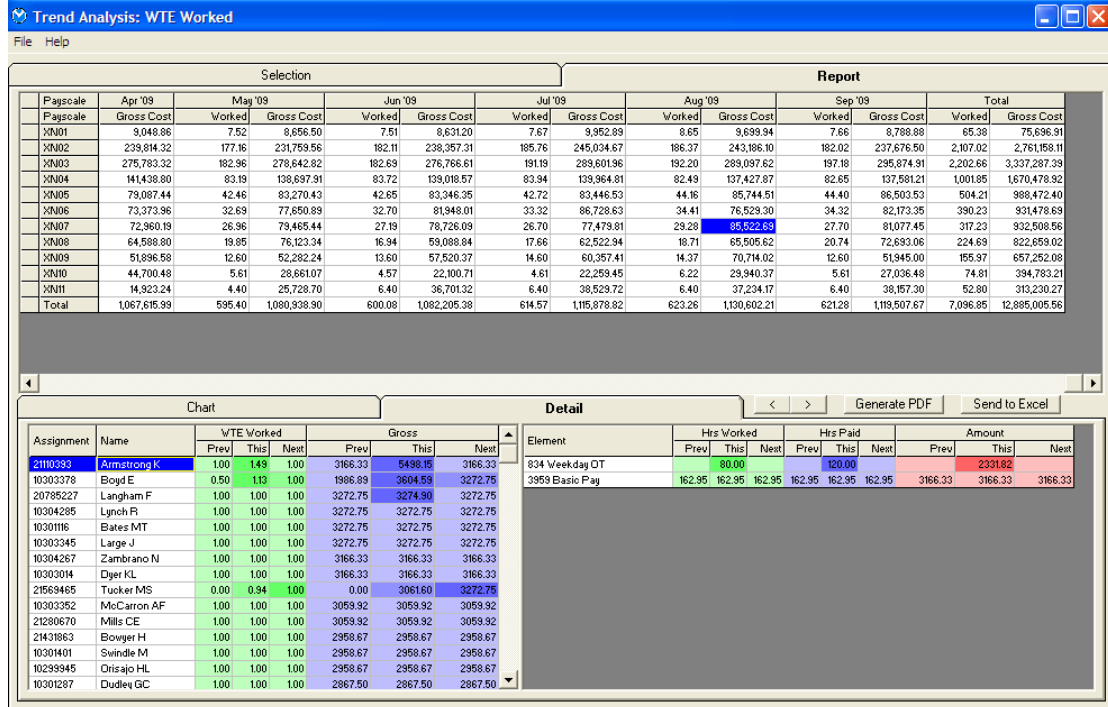 Trend Analysis: WTE Worked
File Help
Selection Report
Payscale Apr '09 May '09 Jun '09 Jul '09 Aug '09 Sep '09 Total
Payscale Gross Cost Worked Gross Cost Worked Gross Cost Worked Gross Cost Worked Gross Cost Worked Gross Cost Worked Gross Cost
XN01 9,048.86 7.52 8,656.50 7.51 8,631.20 7.67 9,952.89 8.65 9,699.94 7.66 8,788.88 65.38 75,696.91
XN02 239,814.32 177.16 231,759.56 182.11 238,357.31 185.76 245,034.67 186.37 243,186.10 182.02 237,676.50 2,107.02 2,761,158.11
XN03 275,783.32 182.96 278,642.82 182.69 276,766.61 191.19 289,601.96 192.20 289,097.62 197.18 295,874.91 2,202.66 3,337,287.39
XN04 141,438.80 83.19 138,697.91 83.72 139,018.57 83.94 139,964.81 82.49 137,427.87 82.65 137,581.21 1,001.85 1,670,478.92
XN05 79,087.44 42.46 83,270.43 42.65 83,346.35 42.72 83,446.53 44.16 85,744.51 44.40 86,503.53 504.21 988,472.40
XN06 73,373.96 32.69 77,650.89 32.70 81,948.01 33.32 86,728.63 34.41 76,529.30 34.32 82,173.35 390.23 931,478.69
XN07 72,960.19 26.96 79,465.44 27.19 78,726.09 26.70 77,479.81 29.28 85,522.69 27.70 81,077.45 317.23 932,508.56
XN08 64,588.80 19.85 76,123.34 16.94 59,088.84 17.66 62,522.94 18.71 65,505.62 20.74 72,693.06 224.69 822,659.02
XN09 51,896.58 12.60 52,282.24 13.60 57,520.37 14.60 60,357.41 14.37 70,714.02 12.60 51,945.00 155.97 657,252.08
XN10 44,700.48 5.61 28,661.07 4.57 22,100.71 4.61 22,259.45 6.22 29,940.37 5.61 27,036.48 74.81 394,783.21
XN11 14,923.24 4.40 25,728.70 6.40 36,701.32 6.40 38,529.72 6.40 37,234.17 6.40 38,157.30 52.80 313,230.27
Total 1,067,615.99 595.40 1,080,938.90 600.08 1,082,205.38 614.57 1,115,878.82 623.26 1,130,602.21 621.28 1,119,507.67 7,096.85 12,885,005.56
Chart Detail < > Generate PDF Send to Excel
Assignment Name WTE Worked Gross
Prev This Next Prev This Next
21110393 Armstrong K 1.00 1.49 1.00 3166.33 5498.15 3166.33
10303378 Boyd E 0.50 1.13 1.00 1986.89 3604.59 3272.75
20785227 Langham F 1.00 1.00 1.00 3272.75 3274.90 3272.75
10304285 Lynch R 1.00 1.00 1.00 3272.75 3272.75 3272.75
10301116 Bates MT 1.00 1.00 1.00 3272.75 3272.75 3272.75
10303345 Large J 1.00 1.00 1.00 3272.75 3272.75 3272.75
10304267 Zambrano N 1.00 1.00 1.00 3166.33 3166.33 3166.33
10303014 Dyer KL 1.00 1.00 1.00 3166.33 3166.33 3166.33
21569465 Tucker MS 0.00 0.94 1.00 0.00 3061.60 3272.75
10303352 McCarron AF 1.00 1.00 1.00 3059.92 3059.92 3059.92
21280670 Mills CE 1.00 1.00 1.00 3059.92 3059.92 3059.92
21431863 Bowyer H 1.00 1.00 1.00 2958.67 2958.67 2958.67
10301401 Swindle M 1.00 1.00 1.00 2958.67 2958.67 2958.67
10299945 Orisajo HL 1.00 1.00 1.00 2958.67 2958.67 2958.67
10301287 Dudley GC 1.00 1.00 1.00 2867.50 2867.50 2867.50
Element Hrs Worked Hrs Paid Amount
Prev This Next Prev This Next Prev This Next
834 Weekday OT 80.00 120.00 2331.82
3959 Basic Pay 162.95 162.95 162.95 162.95 162.95 162.95 3166.33 3166.33 3166.33